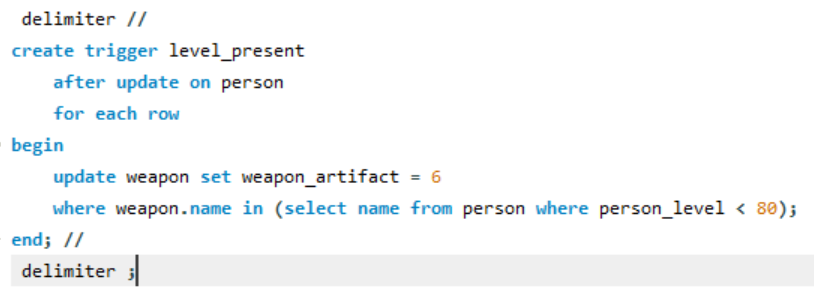 delimiter //
create trigger level_present
after update on person
for each row
begin
update weapon set weapon_artifact = 6
where weapon.name in (select name from person where person_level < 80);
end; //
delimiter ;